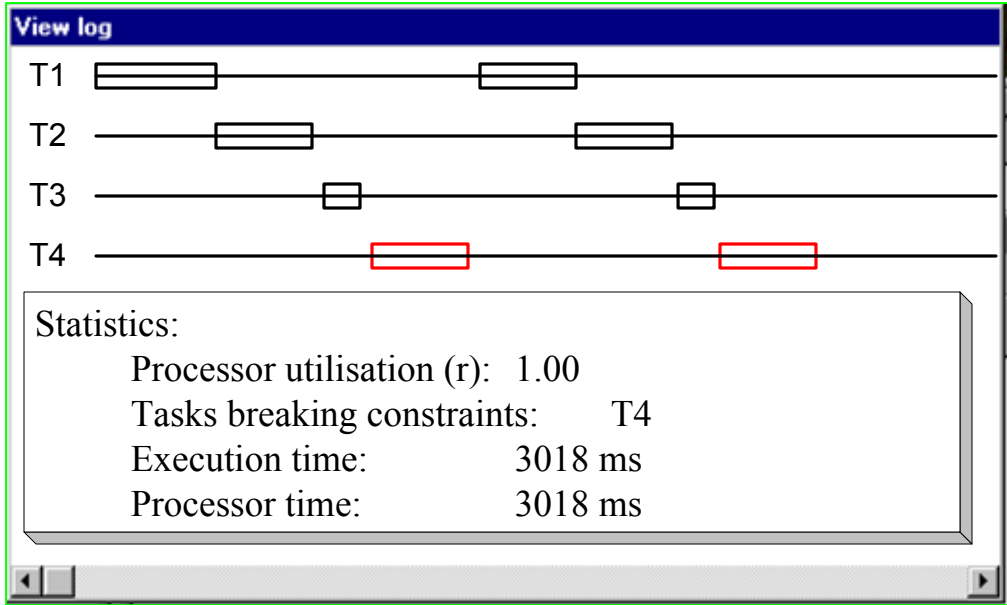 View log
T1
T2
T3
T4
Statistics:
Processor utilisation (r): 1.00
Tasks breaking constraints: T4
Execution time: 3018 ms
Processor time: 3018 ms